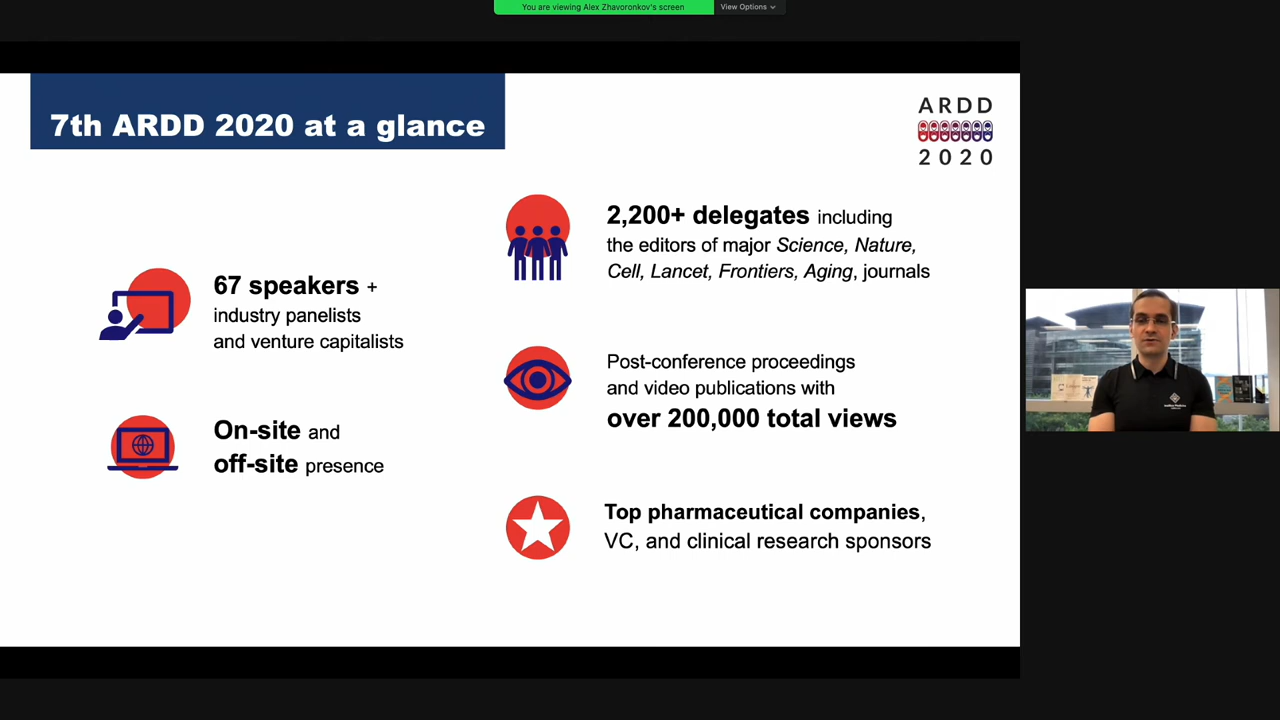 You are viewing Alex Zhavoronkov's screen
View Options
7th ARDD 2020 at a glance
ARDD
2020
67 speakers +
industry panelists
and venture capitalists
On-site and
off-site presence
2,200+ delegates including
the editors of major Science, Nature,
Cell, Lancet, Frontiers, Aging, journals
Post-conference proceedings
and video publications with
over 200,000 total views
Top pharmaceutical companies,
VC, and clinical research sponsors